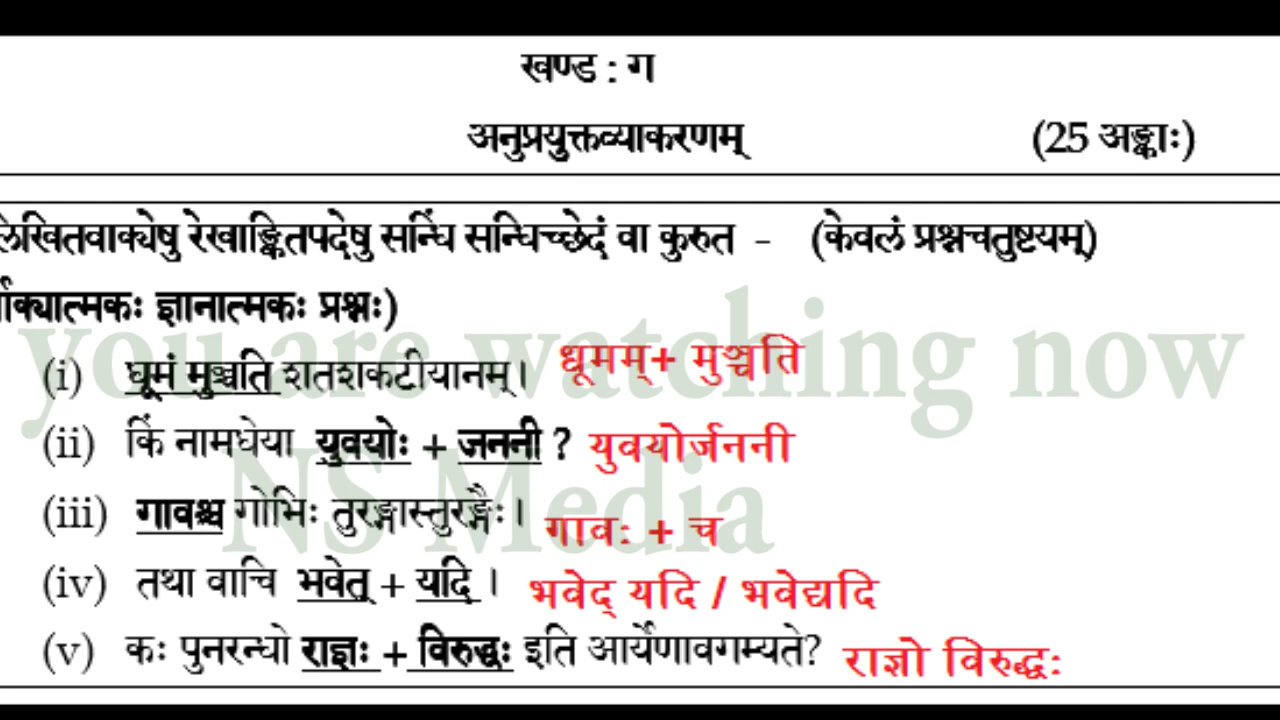 खण्ड : ग
अनुप्रयुक्तव्याकरणम् (25 अङ्काः)
लेखितवाक्येषु रेखाङ्कितपदेषु सन्धिं सन्धिच्छेदं वा कुरुत - (केवलं प्रश्नचतुष्टयम्)
र्वाक्यात्मकः ज्ञानात्मकः प्रश्नः)
you are watching now
(i) धूमं मुञ्चति शतशकटीयानम्। धूमम्+ मुञ्चति
(ii) किं नामधेया युवयोः + जननी ? युवयोर्जननी
(iii) गावश्च गोभिः तुरङ्गास्तुरङ्गैः। गावः + च
NS Media
(iv) तथा वाचि भवेत् + यदि । भवेद् यदि / भवेद्यदि
(v) कः पुनरन्धो राज्ञः + विरुद्धः इति आर्येणावगम्यते? राज्ञो विरुद्धः